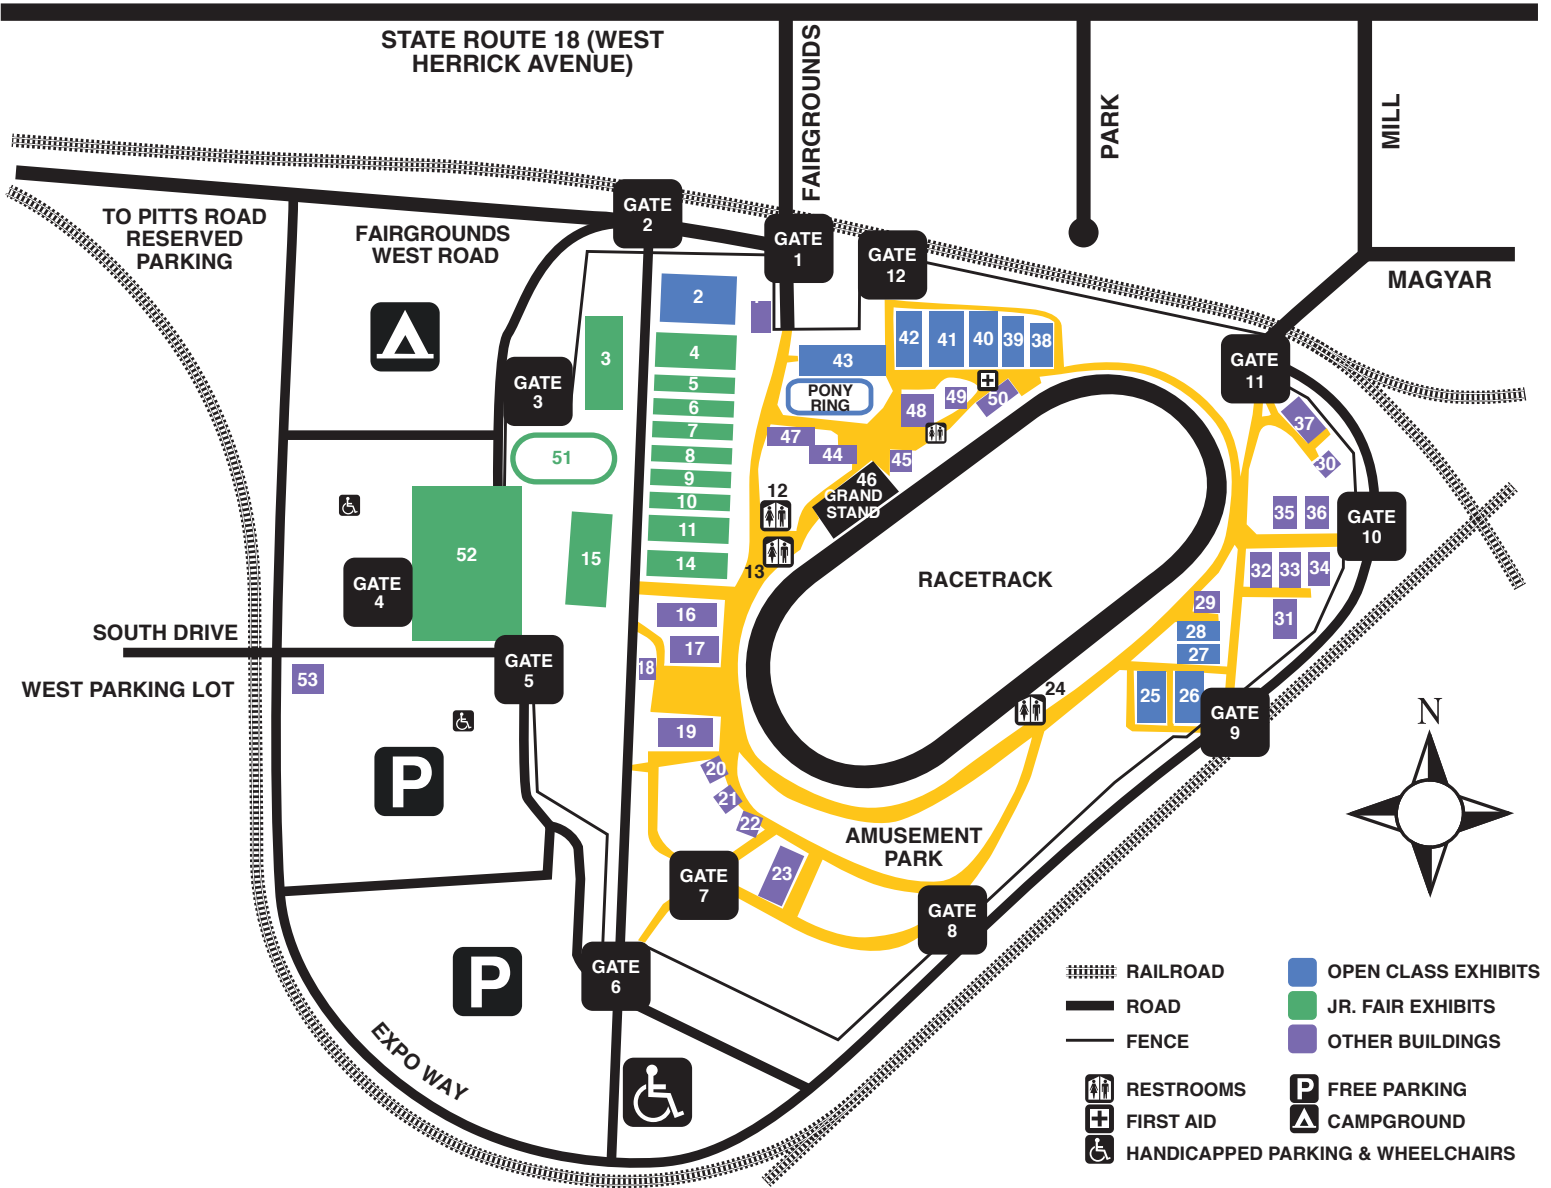 STATE ROUTE 18 (WEST
HERRICK AVENUE)
FAIRGROUNDS
PARK
MILL
MAGYAR
TO PITTS ROAD
RESERVED
PARKING
FAIRGROUNDS
WEST ROAD
GATE
2
GATE
1
GATE
12
GATE
11
GATE
3
2
3
4
5
6
7
8
9
10
11
14
15
51
52
42
41
40
39
38
43
PONY
RING
48
49
50
47
44
45
46
GRAND
STAND
12
13
37
30
35
36
GATE
10
32
33
34
31
RACETRACK
29
28
27
25
26
GATE
9
24
GATE
4
SOUTH DRIVE
WEST PARKING LOT
53
GATE
5
16
17
18
19
20
21
22
23
AMUSEMENT
PARK
GATE
7
GATE
8
GATE
6
P
P
EXPO WAY
N
RAILROAD
ROAD
FENCE
RESTROOMS
FIRST AID
HANDICAPPED PARKING & WHEELCHAIRS
OPEN CLASS EXHIBITS
JR. FAIR EXHIBITS
OTHER BUILDINGS
P FREE PARKING
CAMPGROUND